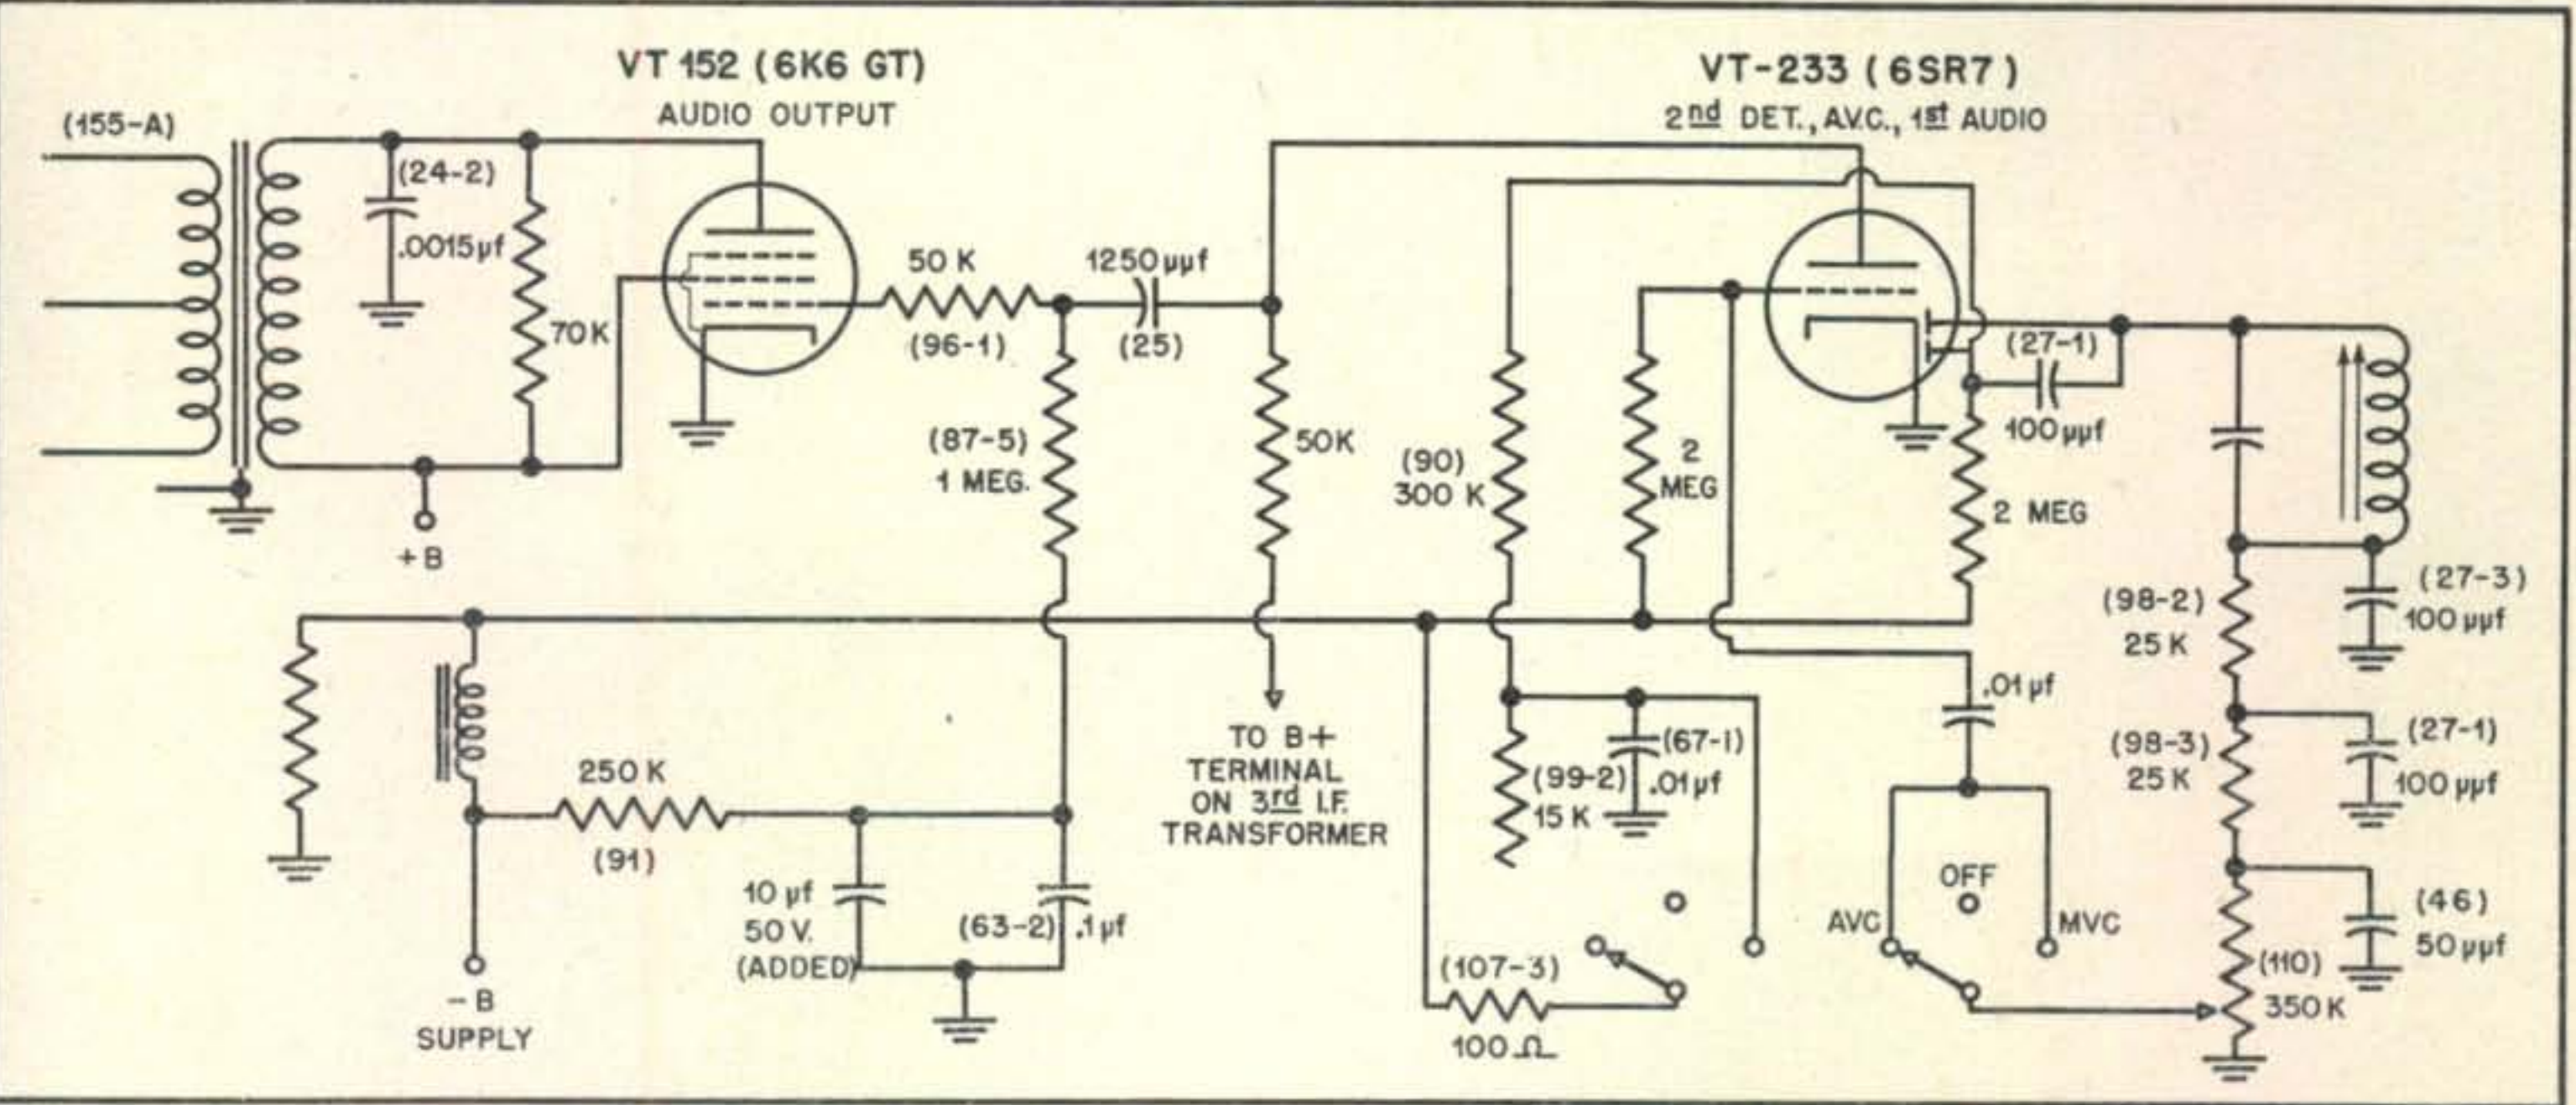 VT 152 (6K6 GT)
AUDIO OUTPUT
VT-233 (6SR7)
2nd DET., A.V.C., 1st AUDIO
(155-A)
(24-2)
.0015µf
70K
50 K
(96-1)
1250µµf
(25)
(87-5)
1 MEG.
50K
(90)
300 K
2
MEG
(27-1)
100µµf
2 MEG
+B
(98-2)
25 K
(27-3)
100µµf
.01µf
TO B+
TERMINAL
ON 3rd I.F.
TRANSFORMER
(67-1)
.01µf
(99-2)
15 K
(98-3)
25 K
(27-1)
100µµf
250 K
(91)
10 µf
50 V.
(ADDED)
(63-2)
.1µf
OFF
AVC
MVC
(46)
50µµf
(107-3)
100Ω
(110)
350 K
-B
SUPPLY